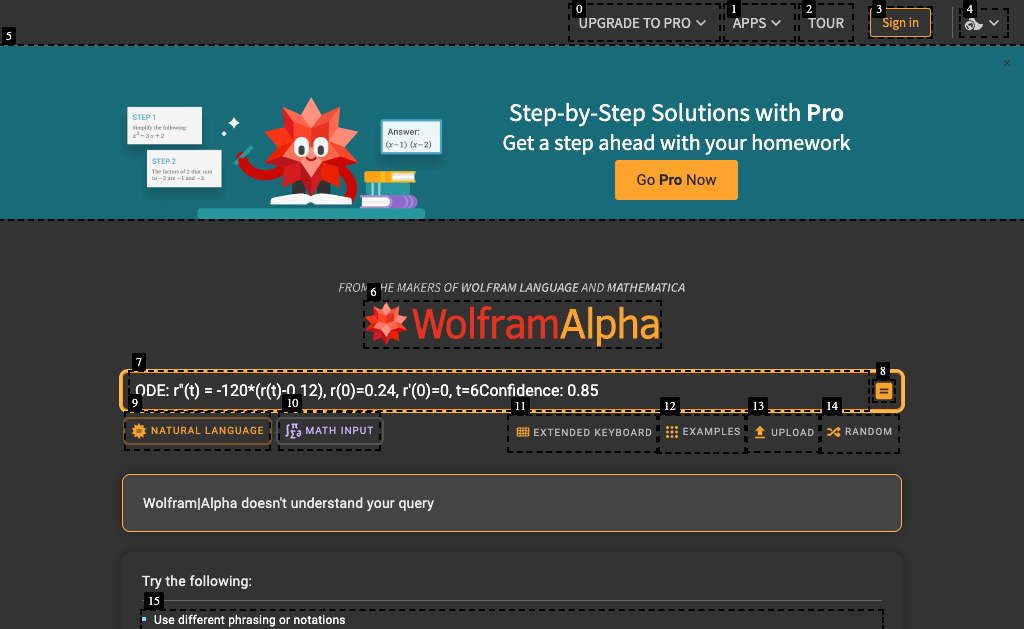 0 1 2 3 4
UPGRADE TO PRO APPS TOUR Sign in
5
×
STEP 1
Simplify the following:
x² − 3 x + 2
STEP 2
The factors of 2 that sum
to −3 are −1 and −2.
Answer:
(x−1) (x−2)
Step-by-Step Solutions with Pro
Get a step ahead with your homework
Go Pro Now
FROM THE MAKERS OF WOLFRAM LANGUAGE AND MATHEMATICA
6
WolframAlpha
7 8
ODE: r''(t) = -120*(r(t)-0.12), r(0)=0.24, r'(0)=0, t=6Confidence: 0.85
9 10 11 12 13 14
NATURAL LANGUAGE ∫π Σ∂ MATH INPUT EXTENDED KEYBOARD EXAMPLES UPLOAD RANDOM
Wolfram|Alpha doesn't understand your query
Try the following:
15
Use different phrasing or notations